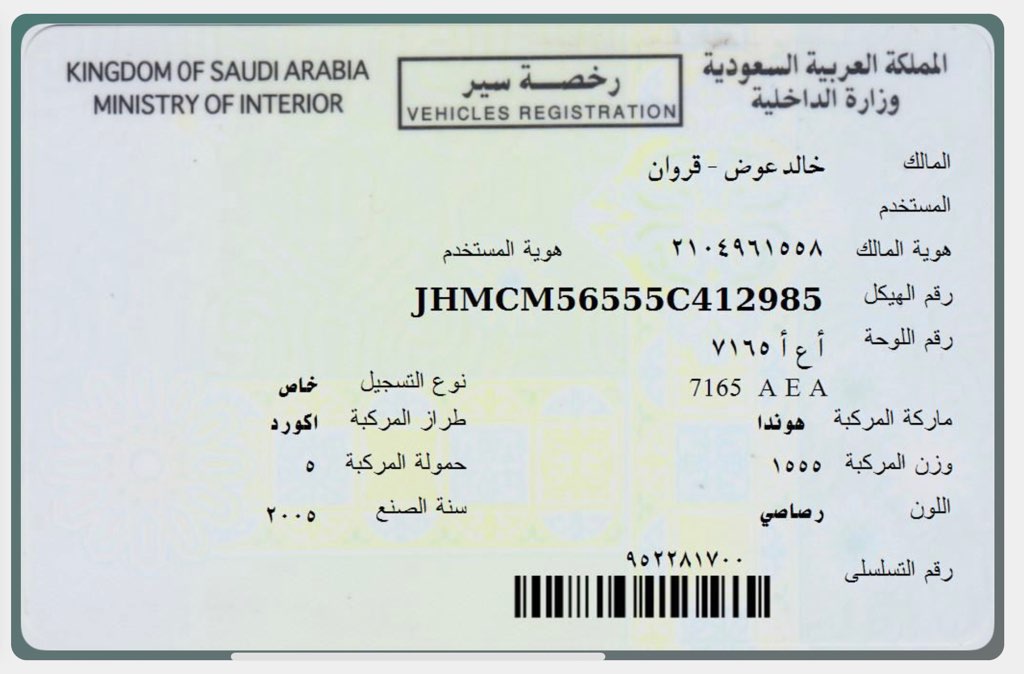 KINGDOM OF SAUDI ARABIA
MINISTRY OF INTERIOR
رخصة سير
VEHICLES REGISTRATION
المملكة العربية السعودية
وزارة الداخلية
المالك خالد عوض - قروان
المستخدم
هوية المالك ٢١٠٤٩٦١٥٥٨ هوية المستخدم
رقم الهيكل JHMCM56555C412985
رقم اللوحة أ ع أ ٧١٦٥
7165 A E A
نوع التسجيل خاص
ماركة المركبة هوندا طراز المركبة اكورد
وزن المركبة ١٥٥٥ حمولة المركبة ٥
اللون رصاصي سنة الصنع ٢٠٠٥
رقم التسلسلى ٩٥٢٢٨١٧٠٠